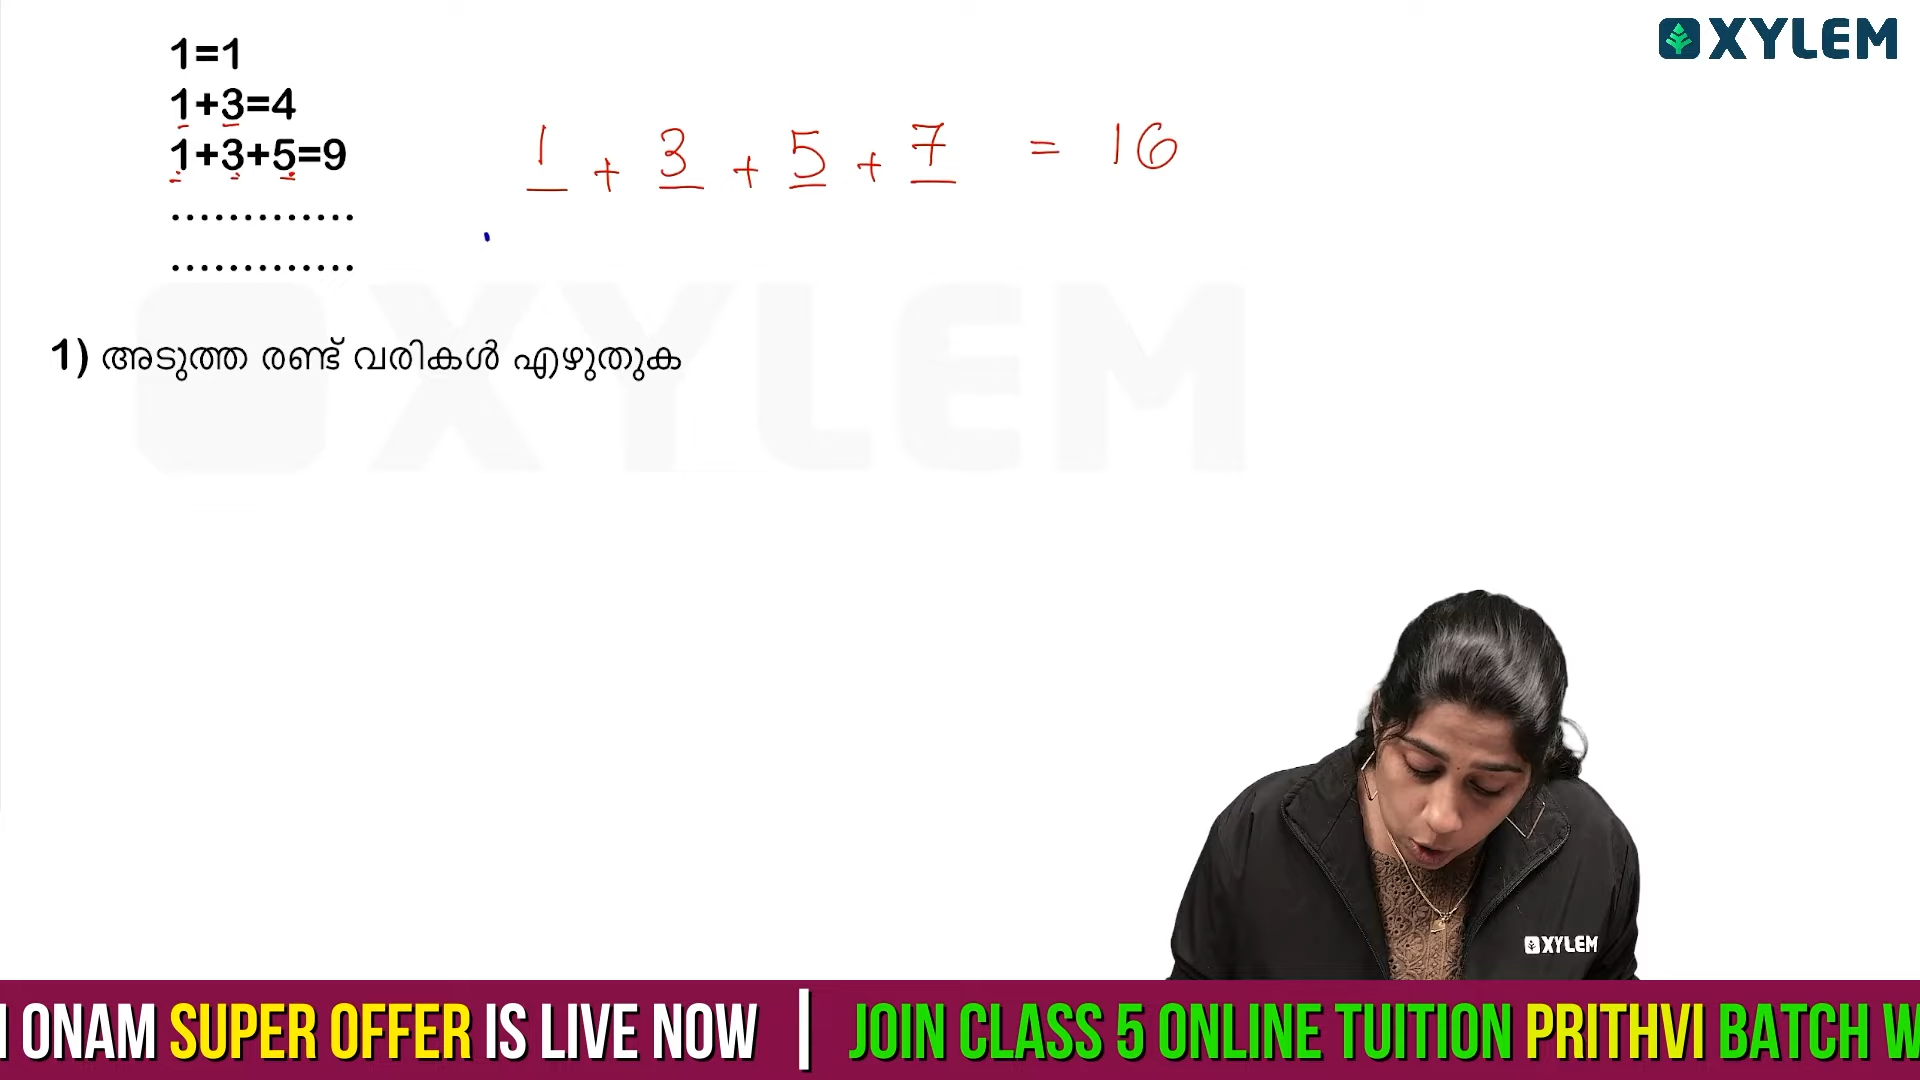 XYLEM
1=1
1+3=4
1+3+5=9
.............
.............
1 + 3 + 5 + 7 = 16
XYLEM
1) അടുത്ത രണ്ട് വരികൾ എഴുതുക
XYLEM
ONAM SUPER OFFER IS LIVE NOW | JOIN CLASS 5 ONLINE TUITION PRITHVI BATCH W